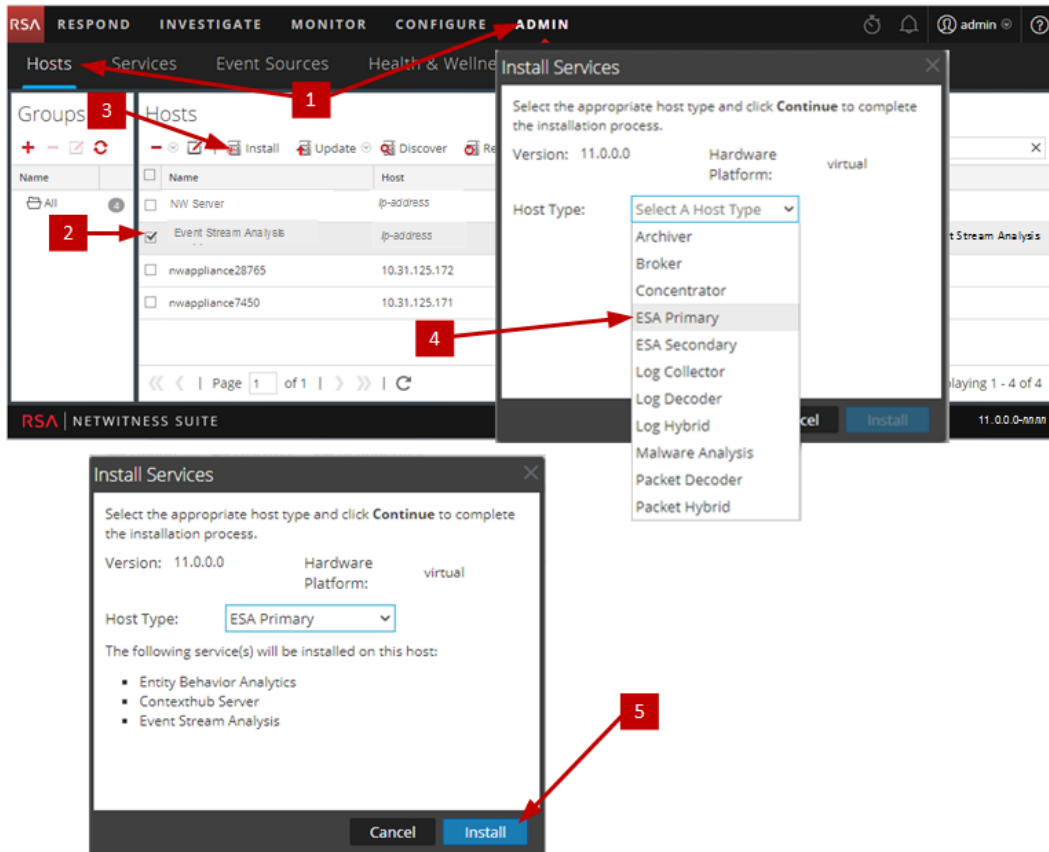 RSA RESPOND INVESTIGATE MONITOR CONFIGURE ADMIN admin
Hosts Services Event Sources Health & Wellne
1
Groups
3
Hosts
Install Update Discover Re
Name
Name Host
All 4
NW Server ip-address
2
Event Stream Analysis ip-address
t Stream Analysis
nwappliance28765 10.31.125.172
nwappliance7450 10.31.125.171
Page 1 of 1
laying 1 - 4 of 4
RSA NETWITNESS SUITE
11.0.0.0-nnnn
Install Services
Select the appropriate host type and click Continue to complete
the installation process.
Version: 11.0.0.0 Hardware
Platform: virtual
Host Type: Select A Host Type
Archiver
Broker
Concentrator
ESA Primary
4
ESA Secondary
Log Collector
Log Decoder
Log Hybrid
Malware Analysis
Packet Decoder
Packet Hybrid
cel Install
Install Services
Select the appropriate host type and click Continue to complete
the installation process.
Version: 11.0.0.0 Hardware
Platform: virtual
Host Type: ESA Primary
The following service(s) will be installed on this host:
▪ Entity Behavior Analytics
▪ Contexthub Server
▪ Event Stream Analysis
5
Cancel Install